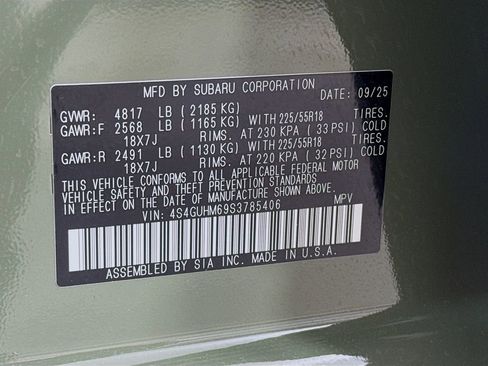 MFD BY SUBARU CORPORATION DATE: 09/25
GVWR: 4817 LB (2185 KG)
GAWR:F 2568 LB (1165 KG)WITH 225/55R18 TIRES.
18X7J RIMS. AT 230 KPA (33 PSI) COLD
GAWR:R 2491 LB (1130 KG)WITH 225/55R18 TIRES.
18X7J RIMS. AT 220 KPA (32 PSI) COLD
THIS VEHICLE CONFORMS TO ALL APPLICABLE FEDERAL MOTOR
VEHICLE SAFETY AND THEFT PREVENTION STANDARDS
IN EFFECT ON THE DATE OF MANUFACTURE SHOWN ABOVE.
VIN: 4S4GUHM69S3785406 MPV
ASSEMBLED BY SIA INC. MADE IN U.S.A.